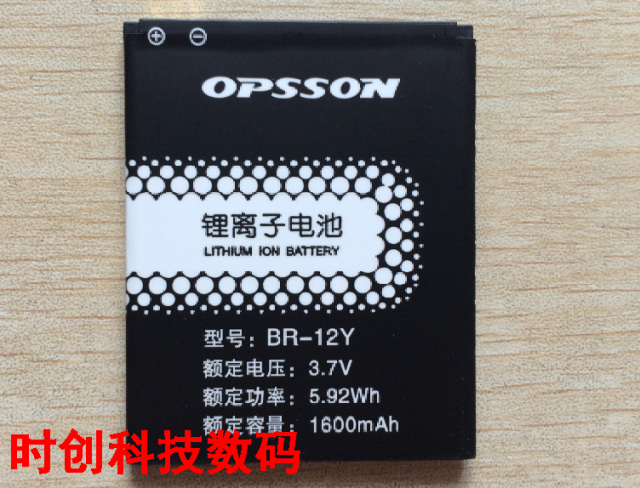 OPSSON
锂离子电池
LITHIUM ION BATTERY
型号：BR-12Y
额定电压：3.7V
额定功率：5.92Wh
额定容量：1600mAh
时创科技数码